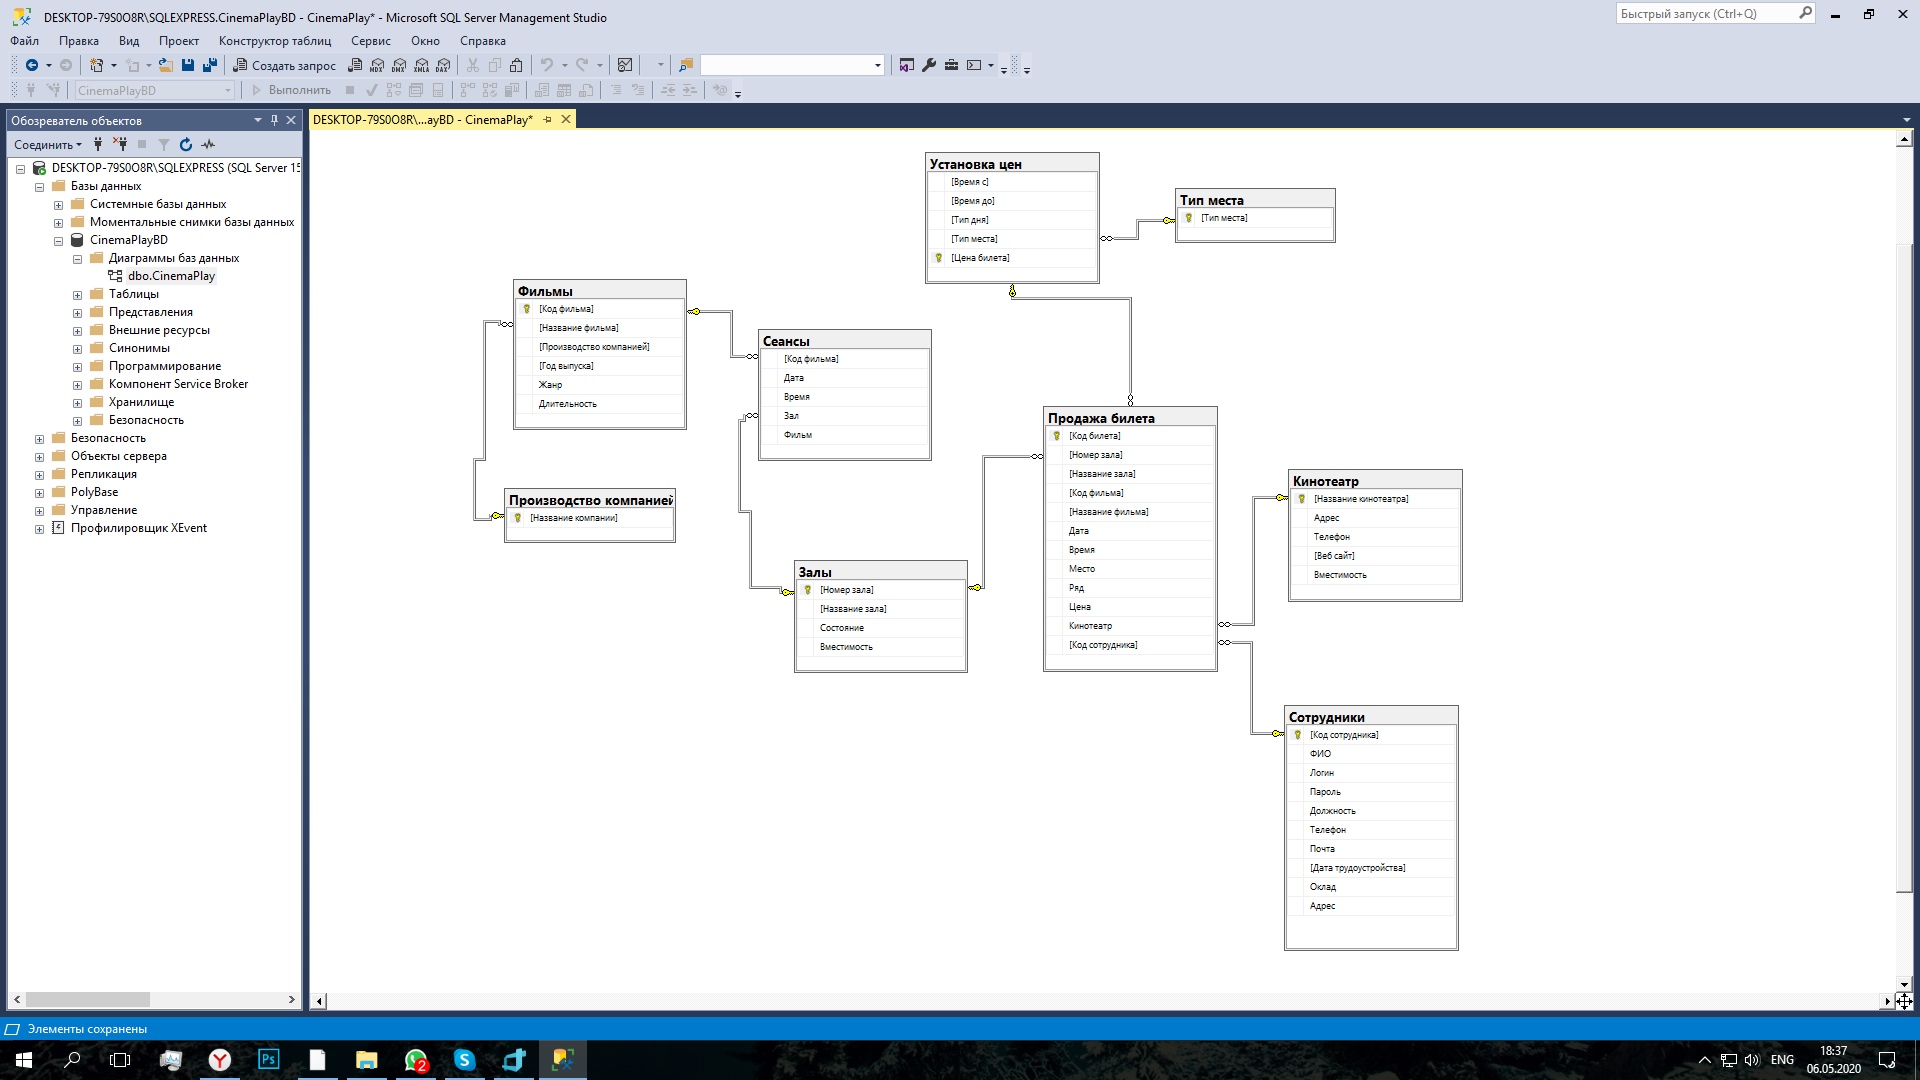 DESKTOP-79S0O8R\SQLEXPRESS.CinemaPlayBD - CinemaPlay* - Microsoft SQL Server Management Studio
Быстрый запуск (Ctrl+Q)
Файл Правка Вид Проект Конструктор таблиц Сервис Окно Справка
Создать запрос
MDX DMX XMLA DAX
CinemaPlayBD
Выполнить
Обозреватель объектов
Соединить
DESKTOP-79S0O8R\SQLEXPRESS (SQL Server 15
Базы данных
Системные базы данных
Моментальные снимки базы данных
CinemaPlayBD
Диаграммы баз данных
dbo.CinemaPlay
Таблицы
Представления
Внешние ресурсы
Синонимы
Программирование
Компонент Service Broker
Хранилище
Безопасность
Безопасность
Объекты сервера
Репликация
PolyBase
Управление
Профилировщик XEvent
DESKTOP-79S0O8R\...ayBD - CinemaPlay*
Установка цен
[Время с]
[Время до]
[Тип дня]
[Тип места]
[Цена билета]
Тип места
[Тип места]
Фильмы
[Код фильма]
[Название фильма]
[Производство компанией]
[Год выпуска]
Жанр
Длительность
Сеансы
[Код фильма]
Дата
Время
Зал
Фильм
Производство компанией
[Название компании]
Залы
[Номер зала]
[Название зала]
Состояние
Вместимость
Продажа билета
[Код билета]
[Номер зала]
[Название зала]
[Код фильма]
[Название фильма]
Дата
Время
Место
Ряд
Цена
Кинотеатр
[Код сотрудника]
Кинотеатр
[Название кинотеатра]
Адрес
Телефон
[Веб сайт]
Вместимость
Сотрудники
[Код сотрудника]
ФИО
Логин
Пароль
Должность
Телефон
Почта
[Дата трудоустройства]
Оклад
Адрес
Элементы сохранены
Ps
2
ENG
18:37
06.05.2020